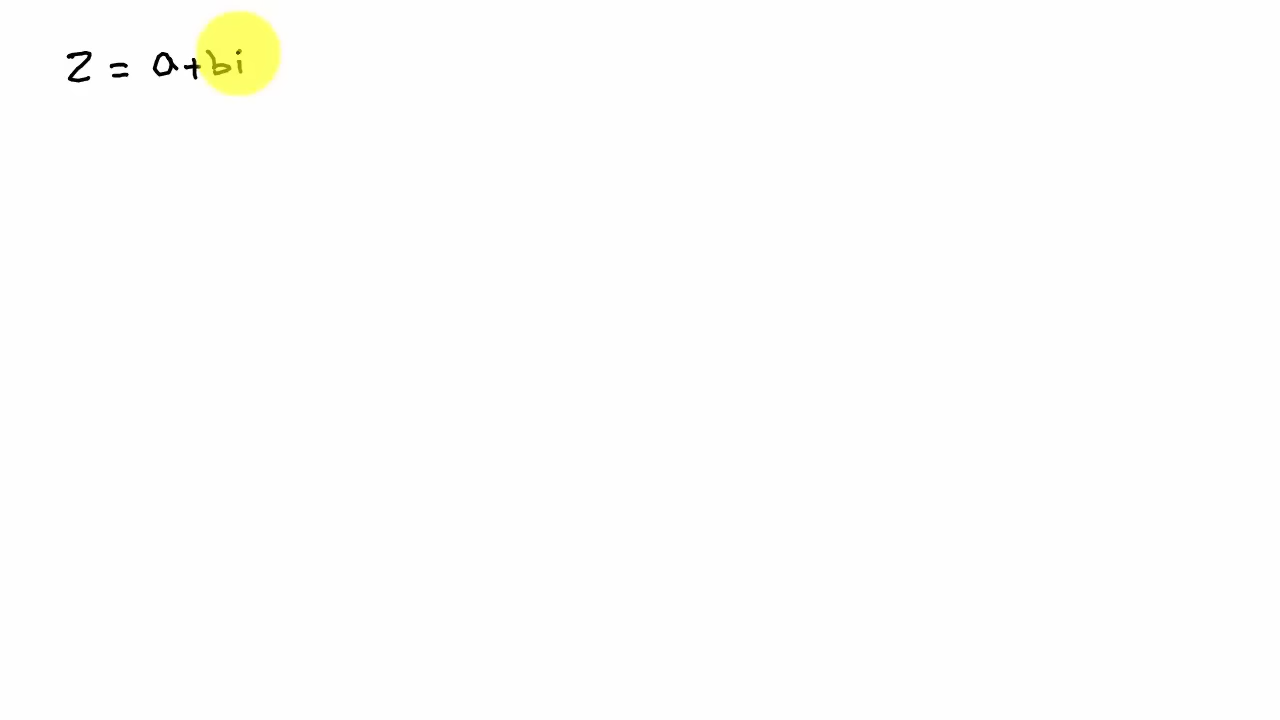 z = a+bi